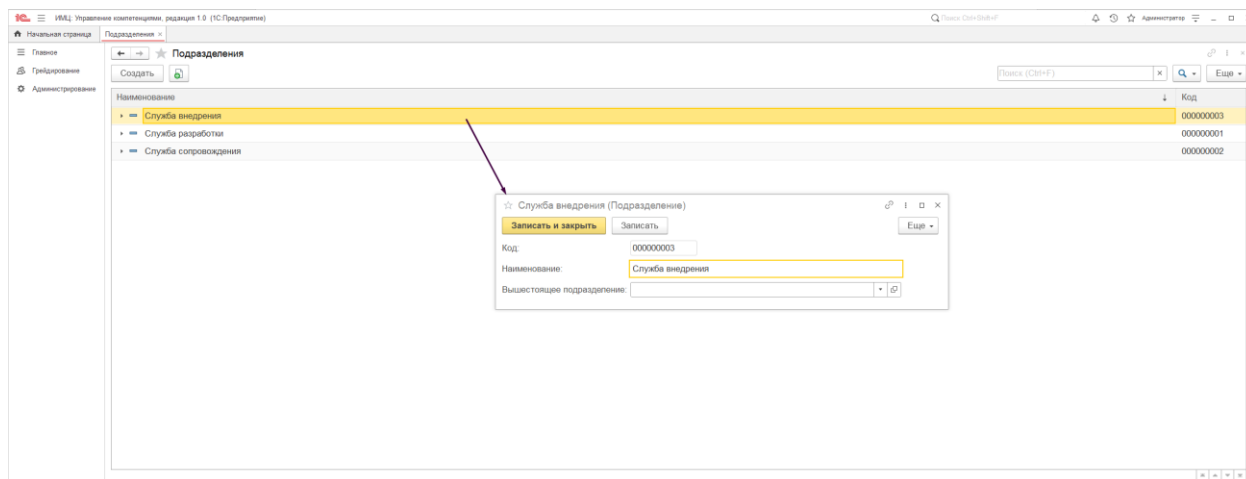 1С ИМЦ: Управление компетенциями, редакция 1.0 (1С:Предприятие) Поиск Ctrl+Shift+F Администратор
Начальная страница Подразделения ×
Главное
Грейдирование
Администрирование
Подразделения
Создать Поиск (Ctrl+F) × Еще
Наименование Код
Служба внедрения 000000003
Служба разработки 000000001
Служба сопровождения 000000002
Служба внедрения (Подразделение)
Записать и закрыть Записать Еще
Код: 000000003
Наименование: Служба внедрения
Вышестоящее подразделение: